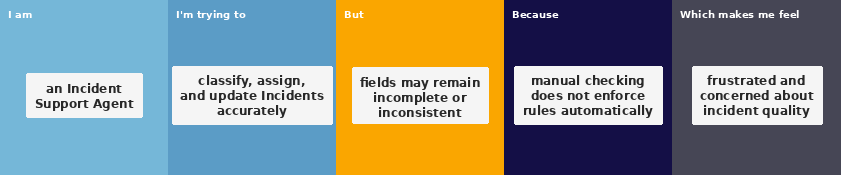 I am
an Incident
Support Agent
I'm trying to
classify, assign,
and update Incidents
accurately
But
fields may remain
incomplete or
inconsistent
Because
manual checking
does not enforce
rules automatically
Which makes me feel
frustrated and
concerned about
incident quality